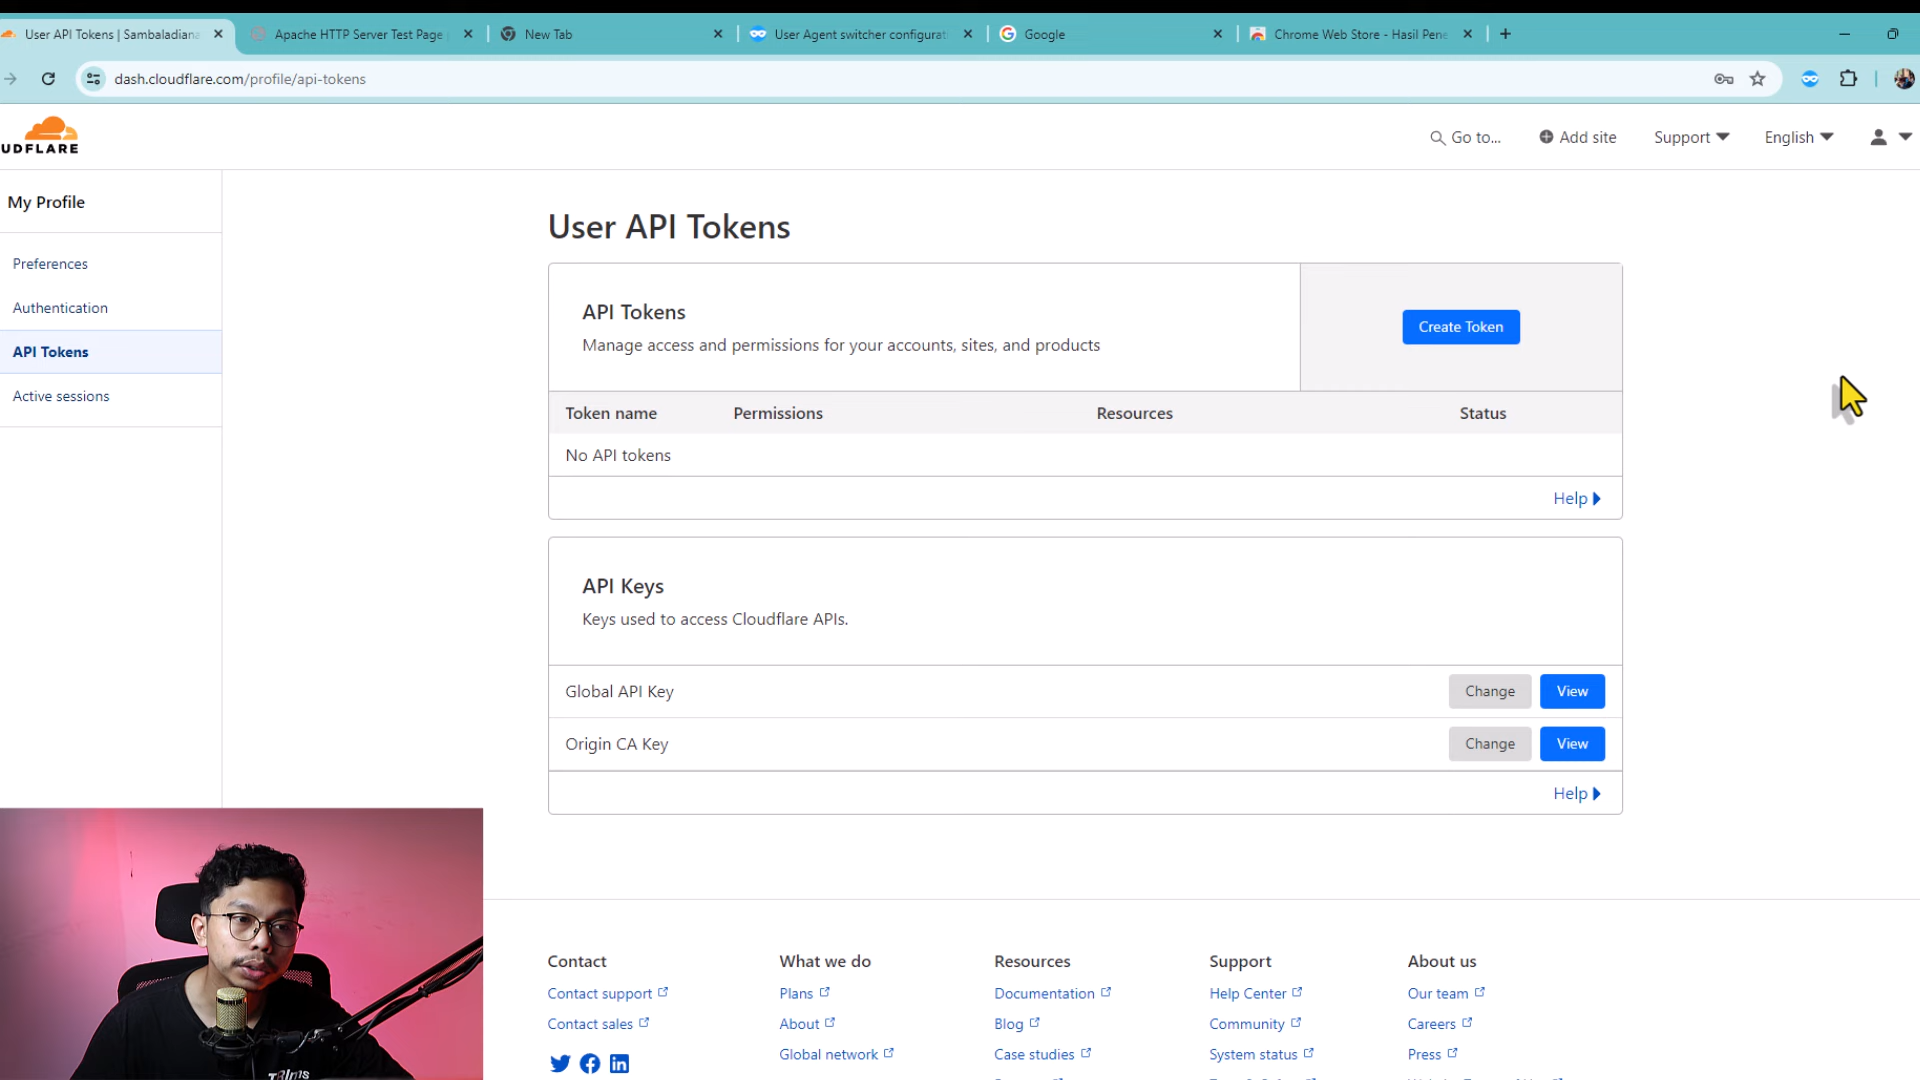 User API Tokens | Sambaladiana
Apache HTTP Server Test Page
New Tab
User Agent switcher configurati
Google
Chrome Web Store - Hasil Pene
dash.cloudflare.com/profile/api-tokens
UDFLARE
Go to...
Add site
Support
English
My Profile
Preferences
Authentication
API Tokens
Active sessions
User API Tokens
API Tokens
Manage access and permissions for your accounts, sites, and products
Create Token
Token name Permissions Resources Status
No API tokens
Help
API Keys
Keys used to access Cloudflare APIs.
Global API Key Change View
Origin CA Key Change View
Help
Contact
Contact support
Contact sales
What we do
Plans
About
Global network
Resources
Documentation
Blog
Case studies
Support
Help Center
Community
System status
About us
Our team
Careers
Press